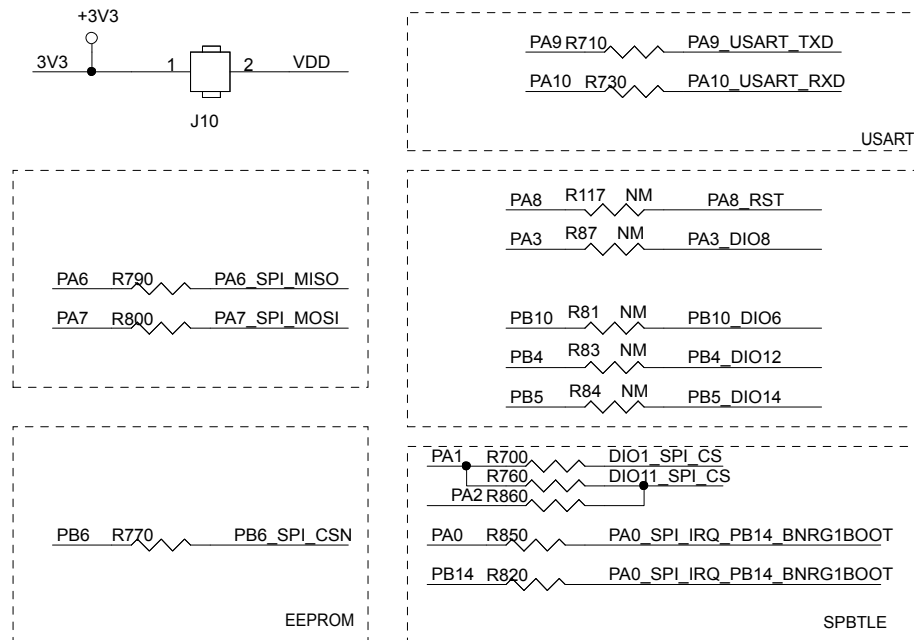 +3V3
3V3 1 2 VDD
J10
PA9 R710 PA9_USART_TXD
PA10 R730 PA10_USART_RXD
USART
PA6 R790 PA6_SPI_MISO
PA7 R800 PA7_SPI_MOSI
PA8 R117 NM PA8_RST
PA3 R87 NM PA3_DIO8
PB10 R81 NM PB10_DIO6
PB4 R83 NM PB4_DIO12
PB5 R84 NM PB5_DIO14
PB6 R770 PB6_SPI_CSN
EEPROM
PA1 R700 DIO1_SPI_CS
R760 DIO11_SPI_CS
PA2 R860
PA0 R850 PA0_SPI_IRQ_PB14_BNRG1BOOT
PB14 R820 PA0_SPI_IRQ_PB14_BNRG1BOOT
SPBTLE